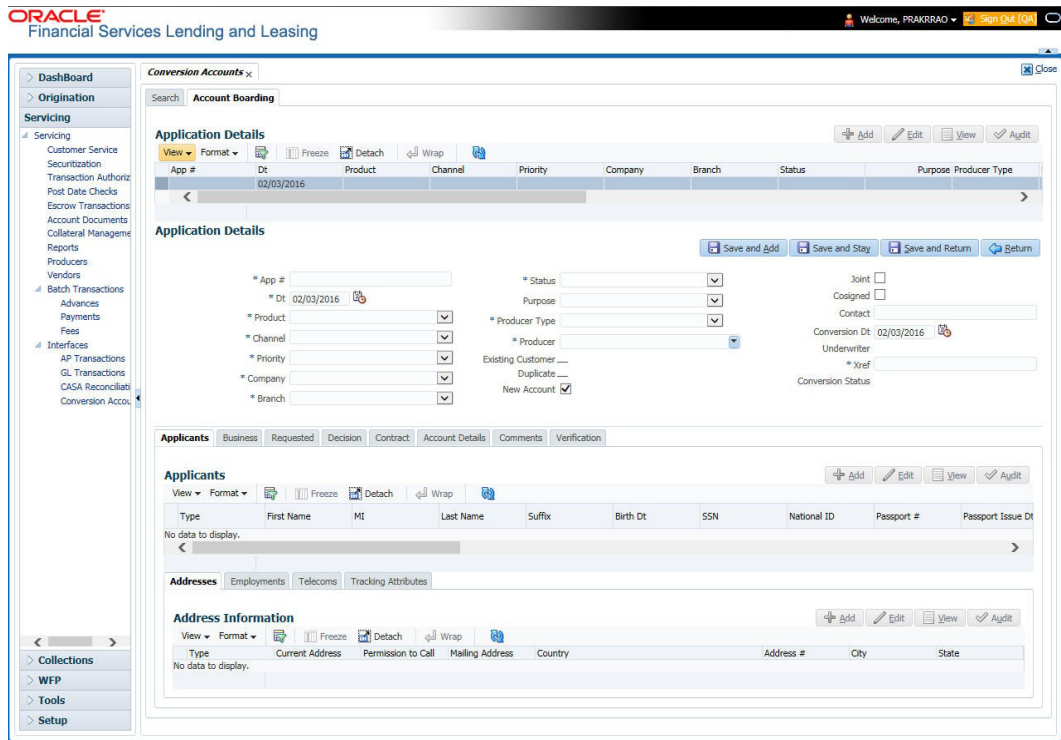 ORACLE
Financial Services Lending and Leasing
Welcome, PRAKRRAO
Sign Out [QA]
DashBoard
Origination
Servicing
Servicing
Customer Service
Securitization
Transaction Authoriz
Post Date Checks
Escrow Transactions
Account Documents
Collateral Manageme
Reports
Producers
Vendors
Batch Transactions
Advances
Payments
Fees
Interfaces
AP Transactions
GL Transactions
CASA Reconciliati
Conversion Accou
Collections
WFP
Tools
Setup
Conversion Accounts x
Close
Search Account Boarding
Application Details
Add Edit View Audit
View Format Freeze Detach Wrap
App # Dt Product Channel Priority Company Branch Status Purpose Producer Type
02/03/2016
Application Details
Save and Add Save and Stay Save and Return Return
* App #
* Dt 02/03/2016
* Product
* Channel
* Priority
* Company
* Branch
* Status
Purpose
* Producer Type
* Producer
Existing Customer
Duplicate
New Account
Joint
Cosigned
Contact
Conversion Dt 02/03/2016
Underwriter
* Xref
Conversion Status
Applicants Business Requested Decision Contract Account Details Comments Verification
Applicants
Add Edit View Audit
View Format Freeze Detach Wrap
Type First Name MI Last Name Suffix Birth Dt SSN National ID Passport # Passport Issue Dt
No data to display.
Addresses Employments Telecoms Tracking Attributes
Address Information
Add Edit View Audit
View Format Freeze Detach Wrap
Type Current Address Permission to Call Mailing Address Country Address # City State
No data to display.